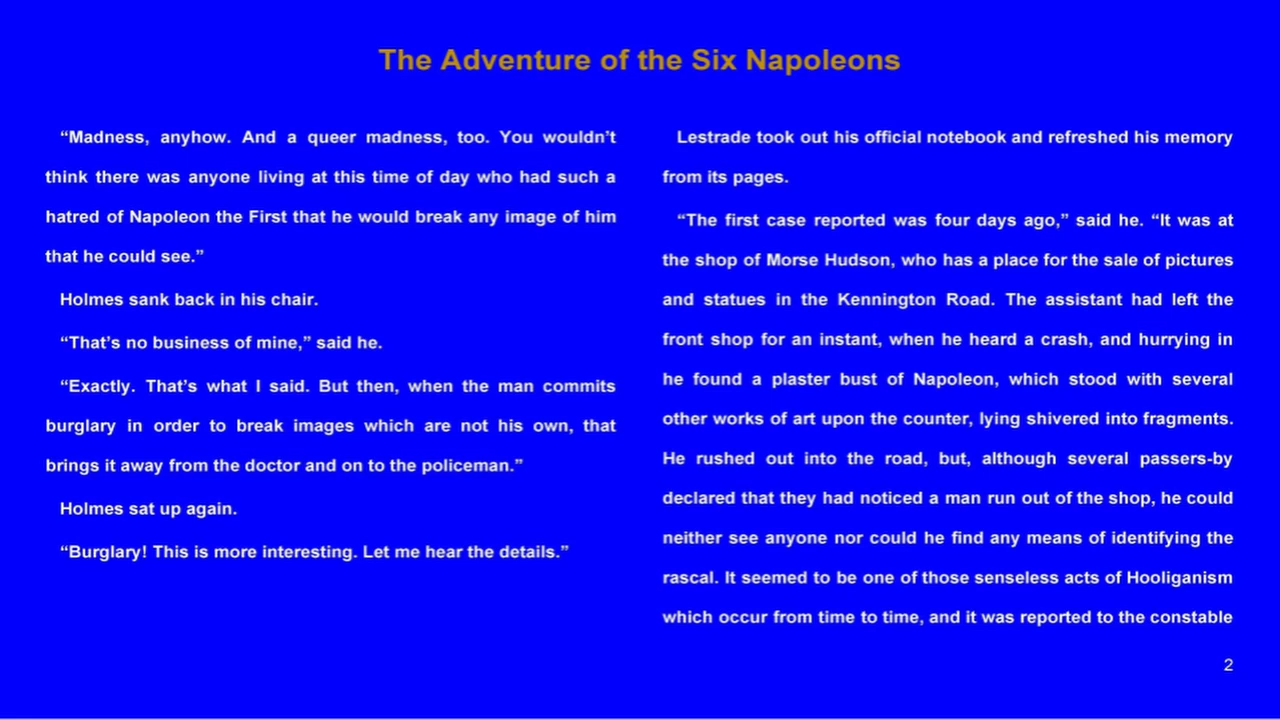 The Adventure of the Six Napoleons
“Madness, anyhow. And a queer madness, too. You wouldn’t
think there was anyone living at this time of day who had such a
hatred of Napoleon the First that he would break any image of him
that he could see.”
Holmes sank back in his chair.
“That’s no business of mine,” said he.
“Exactly. That’s what I said. But then, when the man commits
burglary in order to break images which are not his own, that
brings it away from the doctor and on to the policeman.”
Holmes sat up again.
“Burglary! This is more interesting. Let me hear the details.”
Lestrade took out his official notebook and refreshed his memory
from its pages.
“The first case reported was four days ago,” said he. “It was at
the shop of Morse Hudson, who has a place for the sale of pictures
and statues in the Kennington Road. The assistant had left the
front shop for an instant, when he heard a crash, and hurrying in
he found a plaster bust of Napoleon, which stood with several
other works of art upon the counter, lying shivered into fragments.
He rushed out into the road, but, although several passers-by
declared that they had noticed a man run out of the shop, he could
neither see anyone nor could he find any means of identifying the
rascal. It seemed to be one of those senseless acts of Hooliganism
which occur from time to time, and it was reported to the constable
2